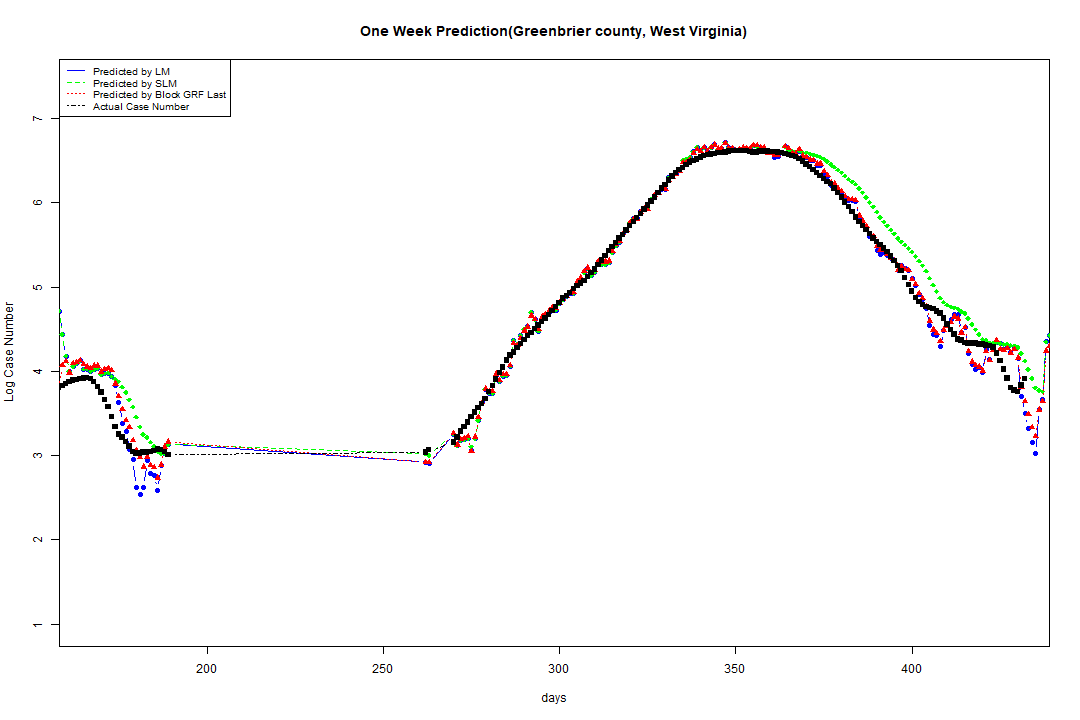 One Week Prediction(Greenbrier county, West Virginia)
Predicted by LM
Predicted by SLM
Predicted by Block GRF Last
Actual Case Number
7
6
5
4
3
2
1
Log Case Number
200 250 300 350 400
days